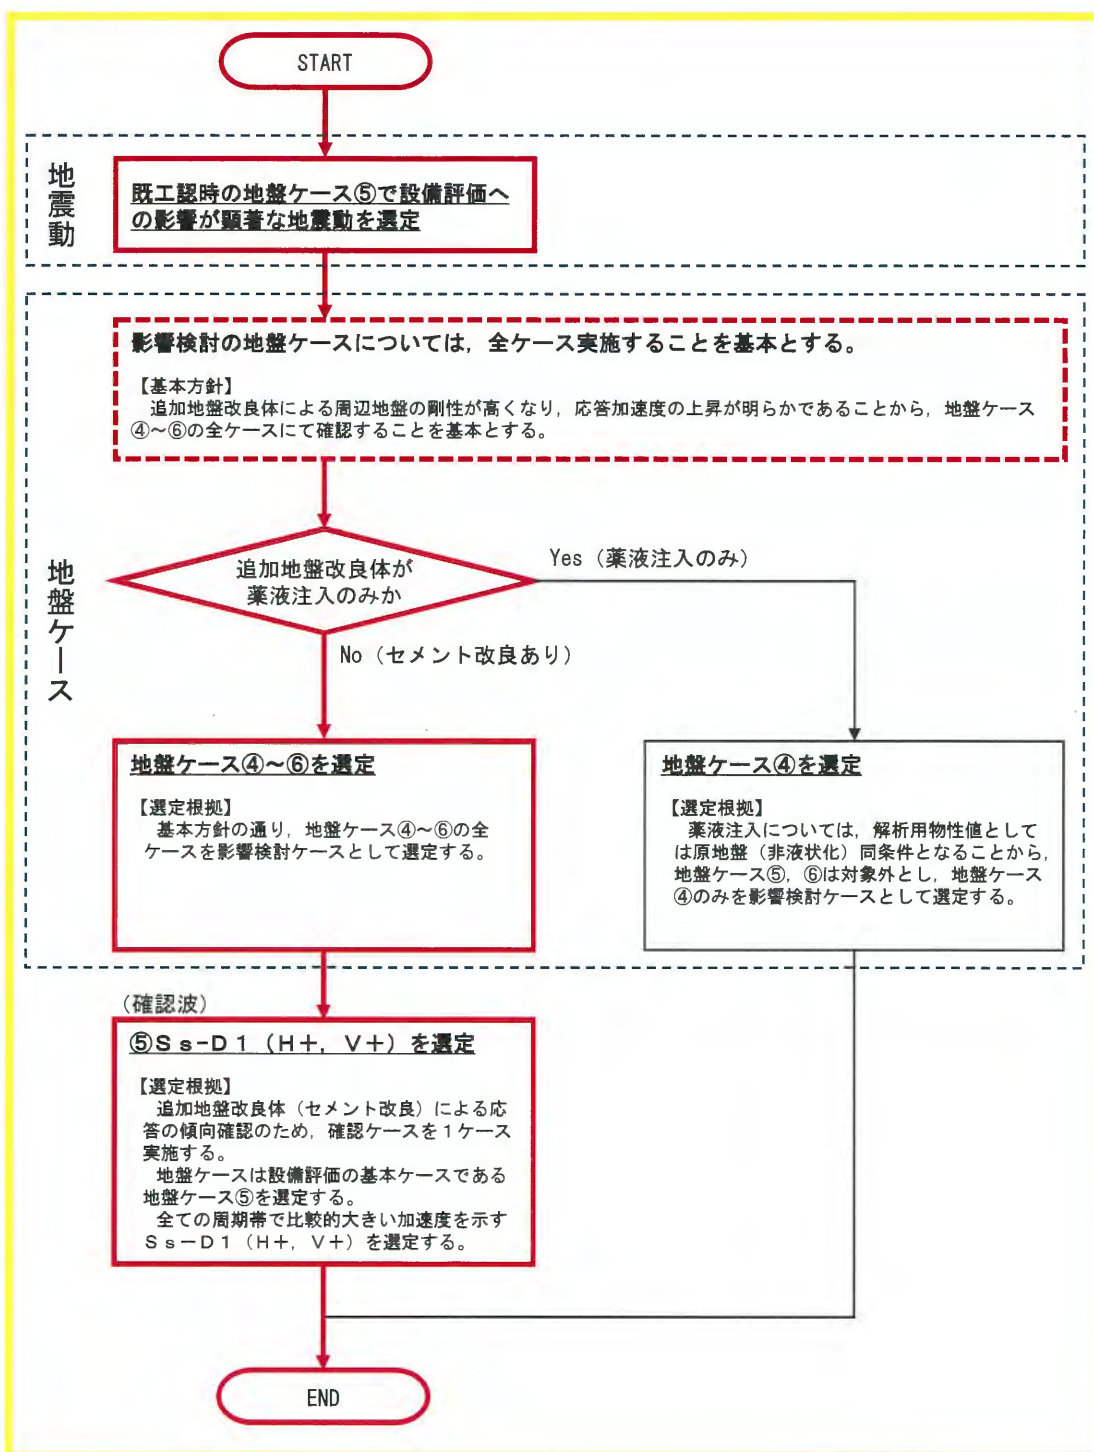 START
地震動
既工認時の地盤ケース⑤で設備評価へ
の影響が顕著な地震動を選定
地盤ケース
影響検討の地盤ケースについては，全ケース実施することを基本とする。
【基本方針】
追加地盤改良体による周辺地盤の剛性が高くなり，応答加速度の上昇が明らかであることから，地盤ケース
④～⑥の全ケースにて確認することを基本とする。
追加地盤改良体が
薬液注入のみか
Yes（薬液注入のみ）
No（セメント改良あり）
地盤ケース④～⑥を選定
【選定根拠】
基本方針の通り，地盤ケース④～⑥の全
ケースを影響検討ケースとして選定する。
地盤ケース④を選定
【選定根拠】
薬液注入については，解析用物性値として
は原地盤（非液状化）同条件となることから，
地盤ケース⑤，⑥は対象外とし，地盤ケース
④のみを影響検討ケースとして選定する。
（確認波）
⑤Ｓｓ−Ｄ１（Ｈ＋，Ｖ＋）を選定
【選定根拠】
追加地盤改良体（セメント改良）による応
答の傾向確認のため，確認ケースを１ケース
実施する。
地盤ケースは設備評価の基本ケースである
地盤ケース⑤を選定する。
全ての周期帯で比較的大きい加速度を示す
Ｓｓ−Ｄ１（Ｈ＋，Ｖ＋）を選定する。
END